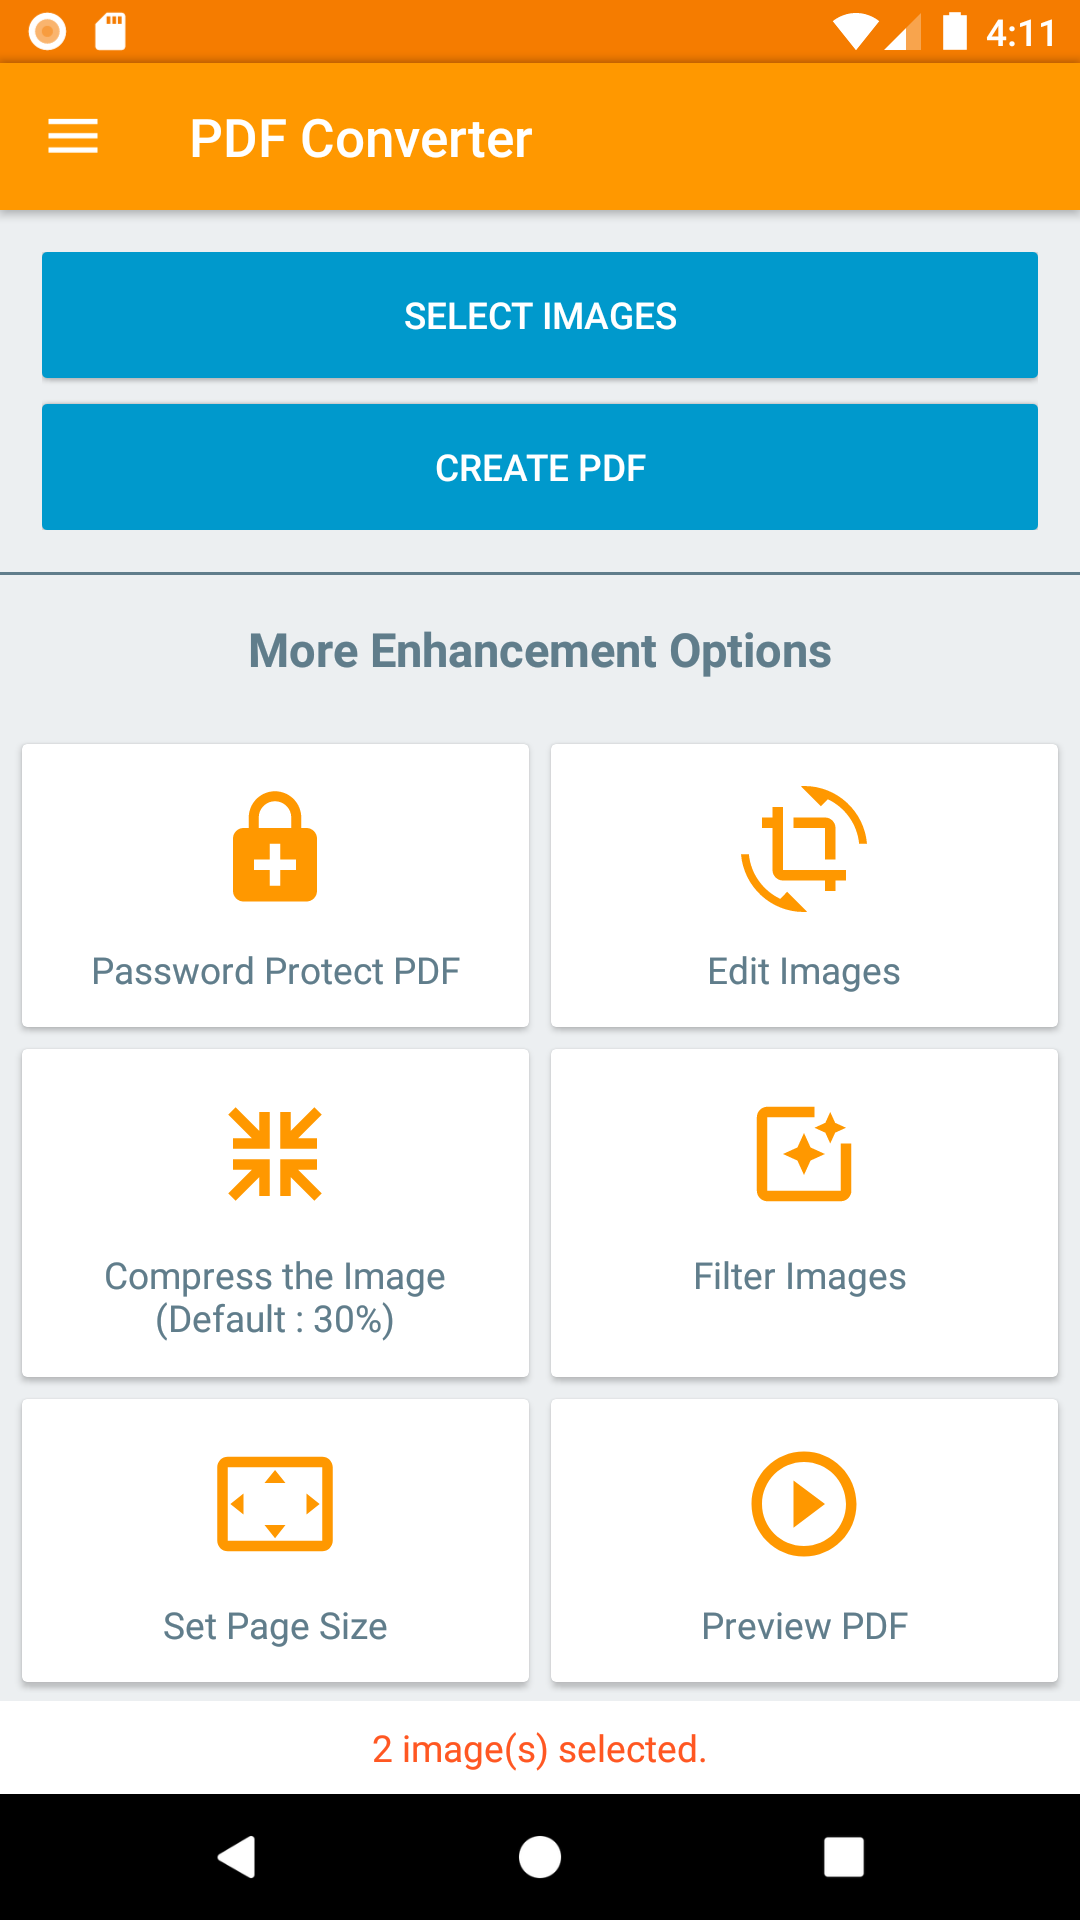 4:11
PDF Converter
SELECT IMAGES
CREATE PDF
More Enhancement Options
Password Protect PDF
Edit Images
Compress the Image
(Default : 30%)
Filter Images
Set Page Size
Preview PDF
2 image(s) selected.